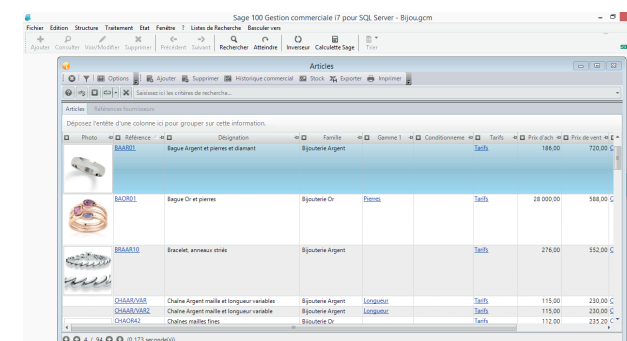 Sage 100 Gestion commerciale i7 pour SQL Server - Bijou.gcm
Fichier Edition Structure Traitement Etat Fenêtre ? Listes de Recherche Basculer vers
Ajouter Consulter Voir/Modifier Supprimer Précédent Suivant Rechercher Atteindre Inverseur Calculette Sage Tirer
Articles
Options Ajouter Supprimer Historique commercial Stock Exporter Imprimer
Saisissez ici les critères de recherche...
Articles Références fournisseurs
Déposez l'entête d'une colonne ici pour grouper sur cette information.
Photo Référence Désignation Famille Gamme 1 Conditionneme Tarifs Prix d'ach Prix de vent
BAAR01 Bague Argent et pierres et diamant Bijouterie Argent Tarifs 186,00 720,00 C
BAOR01 Bague Or et pierres Bijouterie Or Pierres Tarifs 28 000,00 588,00 C
BRAAR10 Bracelet, anneaux striés Bijouterie Argent Tarifs 276,00 552,00 C
CHAAR/VAR Chaîne Argent maille et longueur variables Bijouterie Argent Longueur Tarifs 115,00 230,00 C
CHAAR/VAR2 Chaîne Argent maille et longueur variable Bijouterie Argent Longueur Tarifs 115,00 230,00 C
CHAOR42 Chaînes mailles fines Bijouterie Or Tarifs 112,00 235,20 C
4 / 94 (0,173 seconde(s))